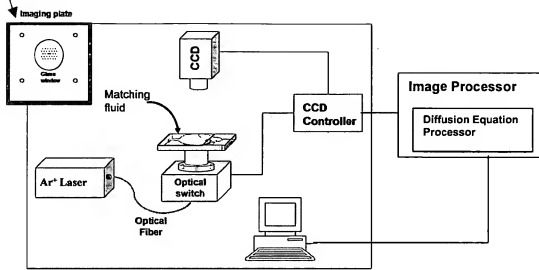 Imaging plate
Glass
window
CCD
Matching
fluid
CCD
Controller
Image Processor
Diffusion Equation
Processor
Ar+ Laser
Optical
switch
Optical
Fiber